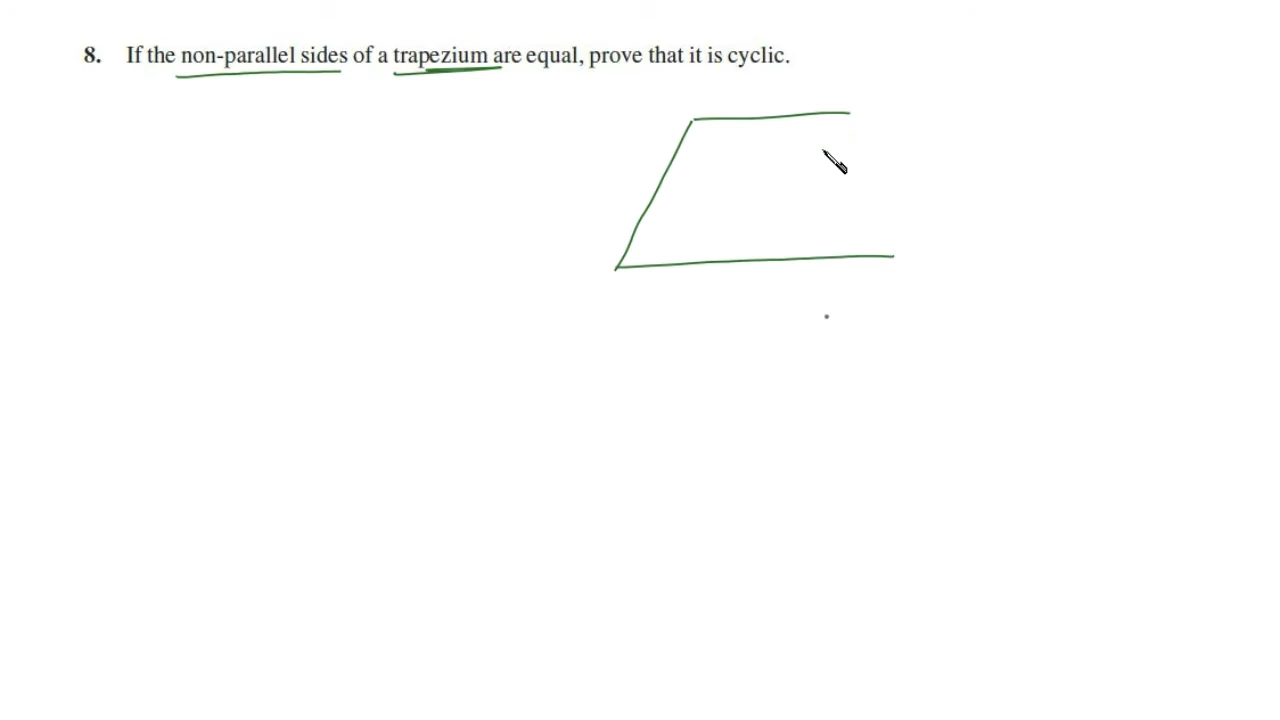 8. If the non-parallel sides of a trapezium are equal, prove that it is cyclic.